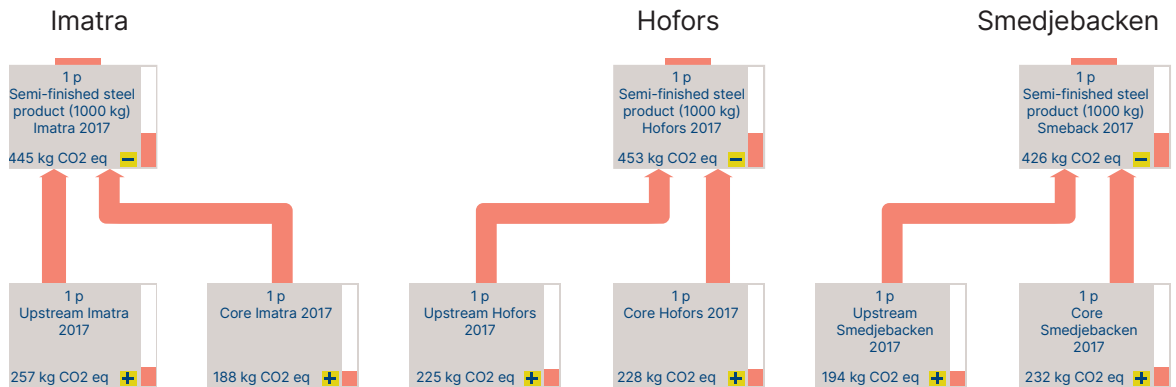 Imatra
Hofors
Smedjebacken
1 p
Semi-finished steel
product (1000 kg)
Imatra 2017
445 kg CO2 eq
1 p
Semi-finished steel
product (1000 kg)
Hofors 2017
453 kg CO2 eq
1 p
Semi-finished steel
product (1000 kg)
Smeback 2017
426 kg CO2 eq
1 p
Upstream Imatra
2017
257 kg CO2 eq
1 p
Core Imatra 2017
188 kg CO2 eq
1 p
Upstream Hofors
2017
225 kg CO2 eq
1 p
Core Hofors 2017
228 kg CO2 eq
1 p
Upstream
Smedjebacken
2017
194 kg CO2 eq
1 p
Core
Smedjebacken
2017
232 kg CO2 eq